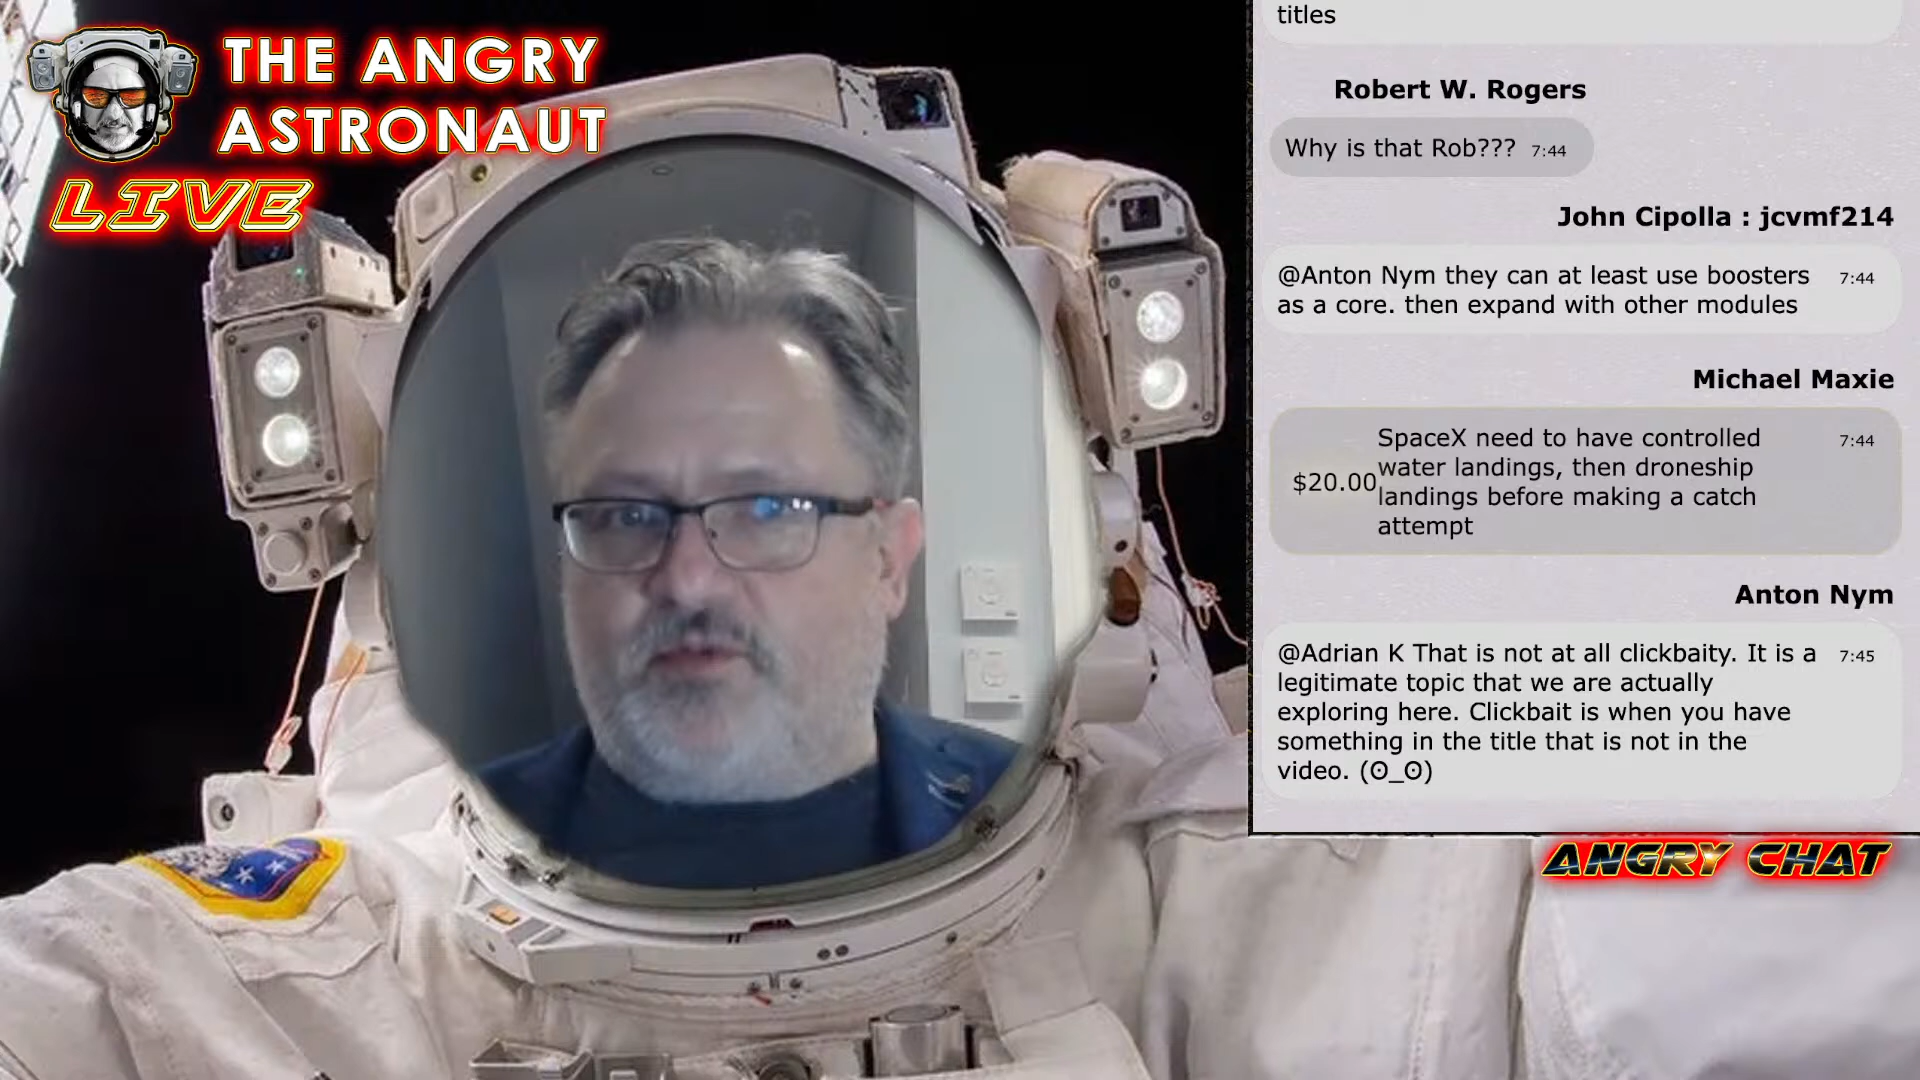 THE ANGRY
ASTRONAUT
LIVE
titles
Robert W. Rogers
Why is that Rob??? 7:44
John Cipolla : jcvmf214
@Anton Nym they can at least use boosters 7:44
as a core. then expand with other modules
Michael Maxie
SpaceX need to have controlled 7:44
water landings, then droneship
$20.00
landings before making a catch
attempt
Anton Nym
@Adrian K That is not at all clickbaity. It is a 7:45
legitimate topic that we are actually
exploring here. Clickbait is when you have
something in the title that is not in the
video. (ʘ_ʘ)
ANGRY CHAT